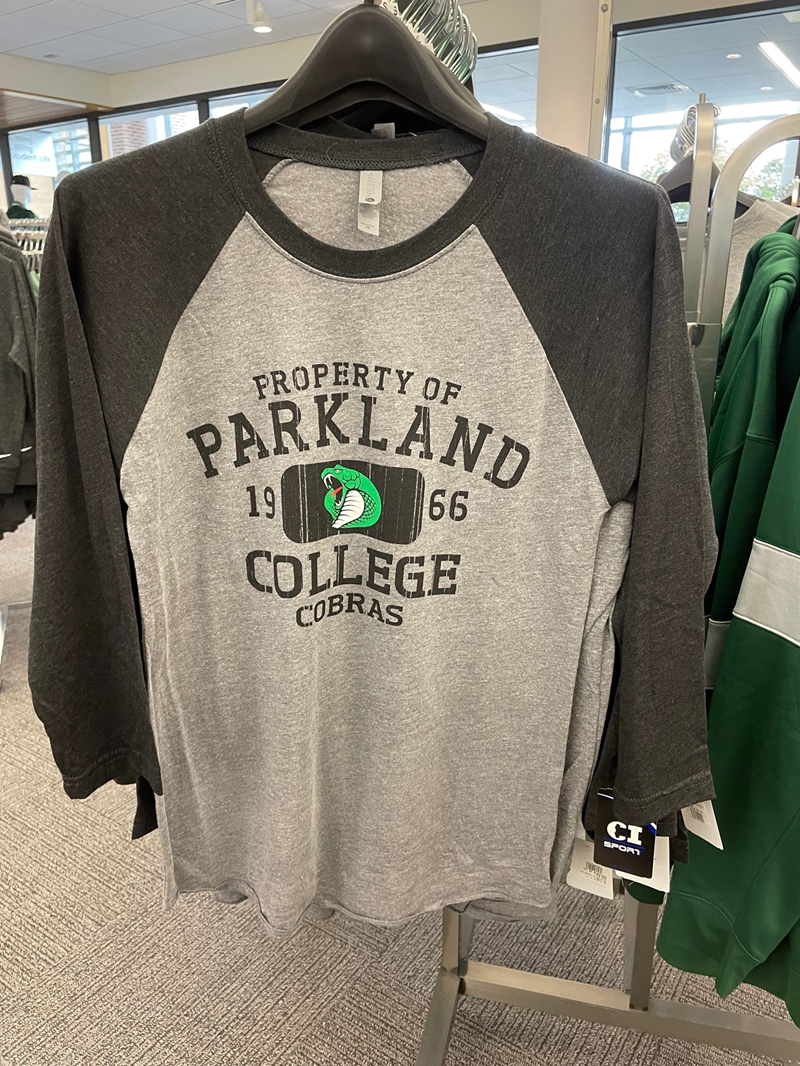 PROPERTY OF
PARKLAND
19 66
COLLEGE
COBRAS
CI
SPORT